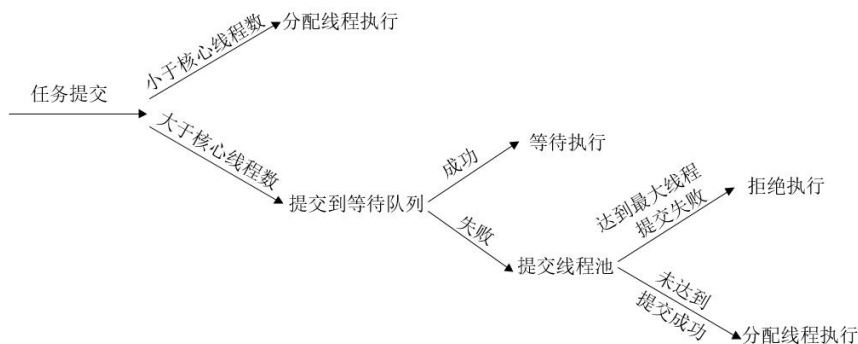 任务提交
小于核心线程数
分配线程执行
大于核心线程数
提交到等待队列
成功
等待执行
失败
提交线程池
达到最大线程
提交失败
拒绝执行
未达到
提交成功
分配线程执行